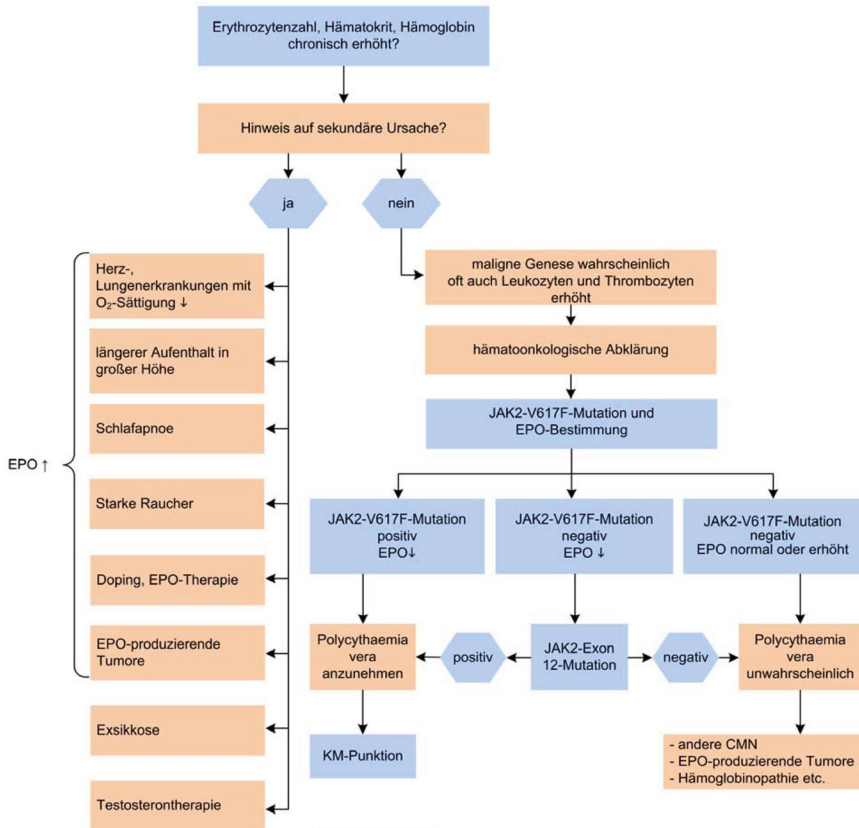 Erythrozytenzahl, Hämatokrit, Hämoglobin
chronisch erhöht?
Hinweis auf sekundäre Ursache?
ja
nein
Herz-,
Lungenerkrankungen mit
O₂-Sättigung ↓
längerer Aufenthalt in
großer Höhe
Schlafapnoe
EPO ↑
Starke Raucher
Doping, EPO-Therapie
EPO-produzierende
Tumore
Exsikkose
Testosterontherapie
maligne Genese wahrscheinlich
oft auch Leukozyten und Thrombozyten
erhöht
hämatoonkologische Abklärung
JAK2-V617F-Mutation und
EPO-Bestimmung
JAK2-V617F-Mutation
positiv
EPO↓
JAK2-V617F-Mutation
negativ
EPO ↓
JAK2-V617F-Mutation
negativ
EPO normal oder erhöht
Polycythaemia
vera
anzunehmen
positiv
JAK2-Exon
12-Mutation
negativ
Polycythaemia
vera
unwahrscheinlich
KM-Punktion
- andere CMN
- EPO-produzierende Tumore
- Hämoglobinopathie etc.